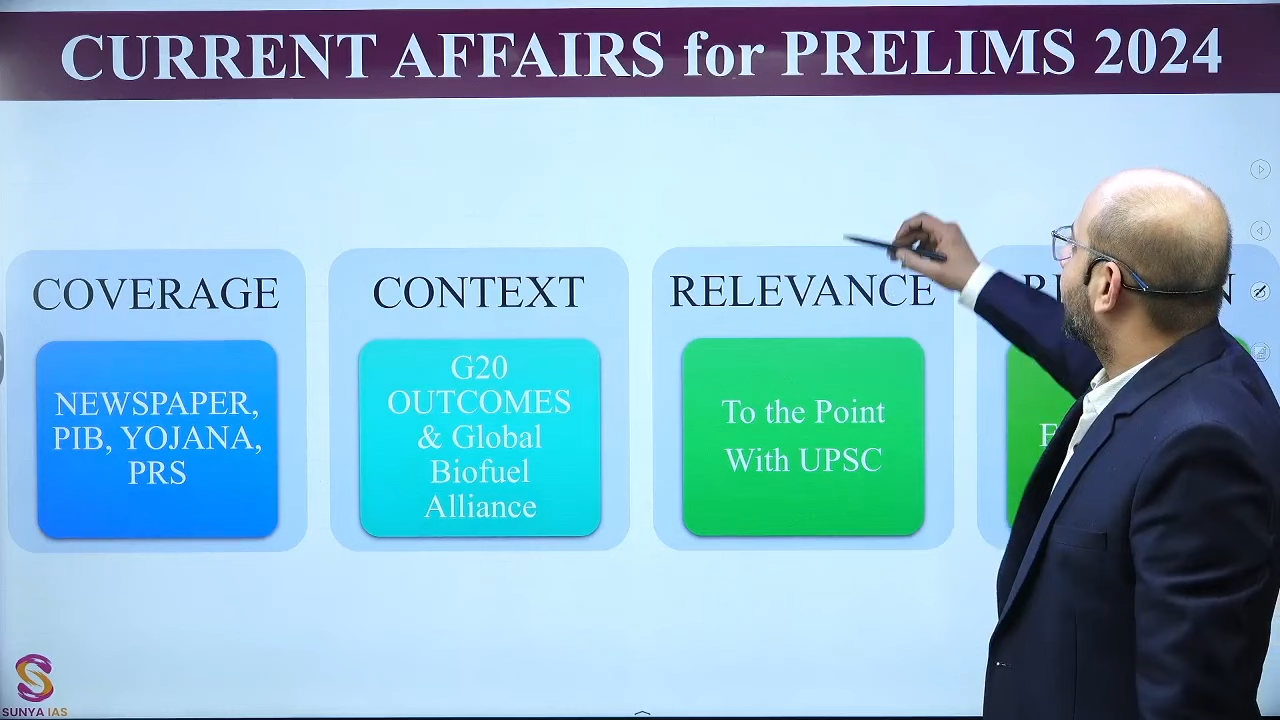 CURRENT AFFAIRS for PRELIMS 2024
COVERAGE
NEWSPAPER,
PIB, YOJANA,
PRS
CONTEXT
G20
OUTCOMES
& Global
Biofuel
Alliance
RELEVANCE
To the Point
With UPSC
SUNYA IAS